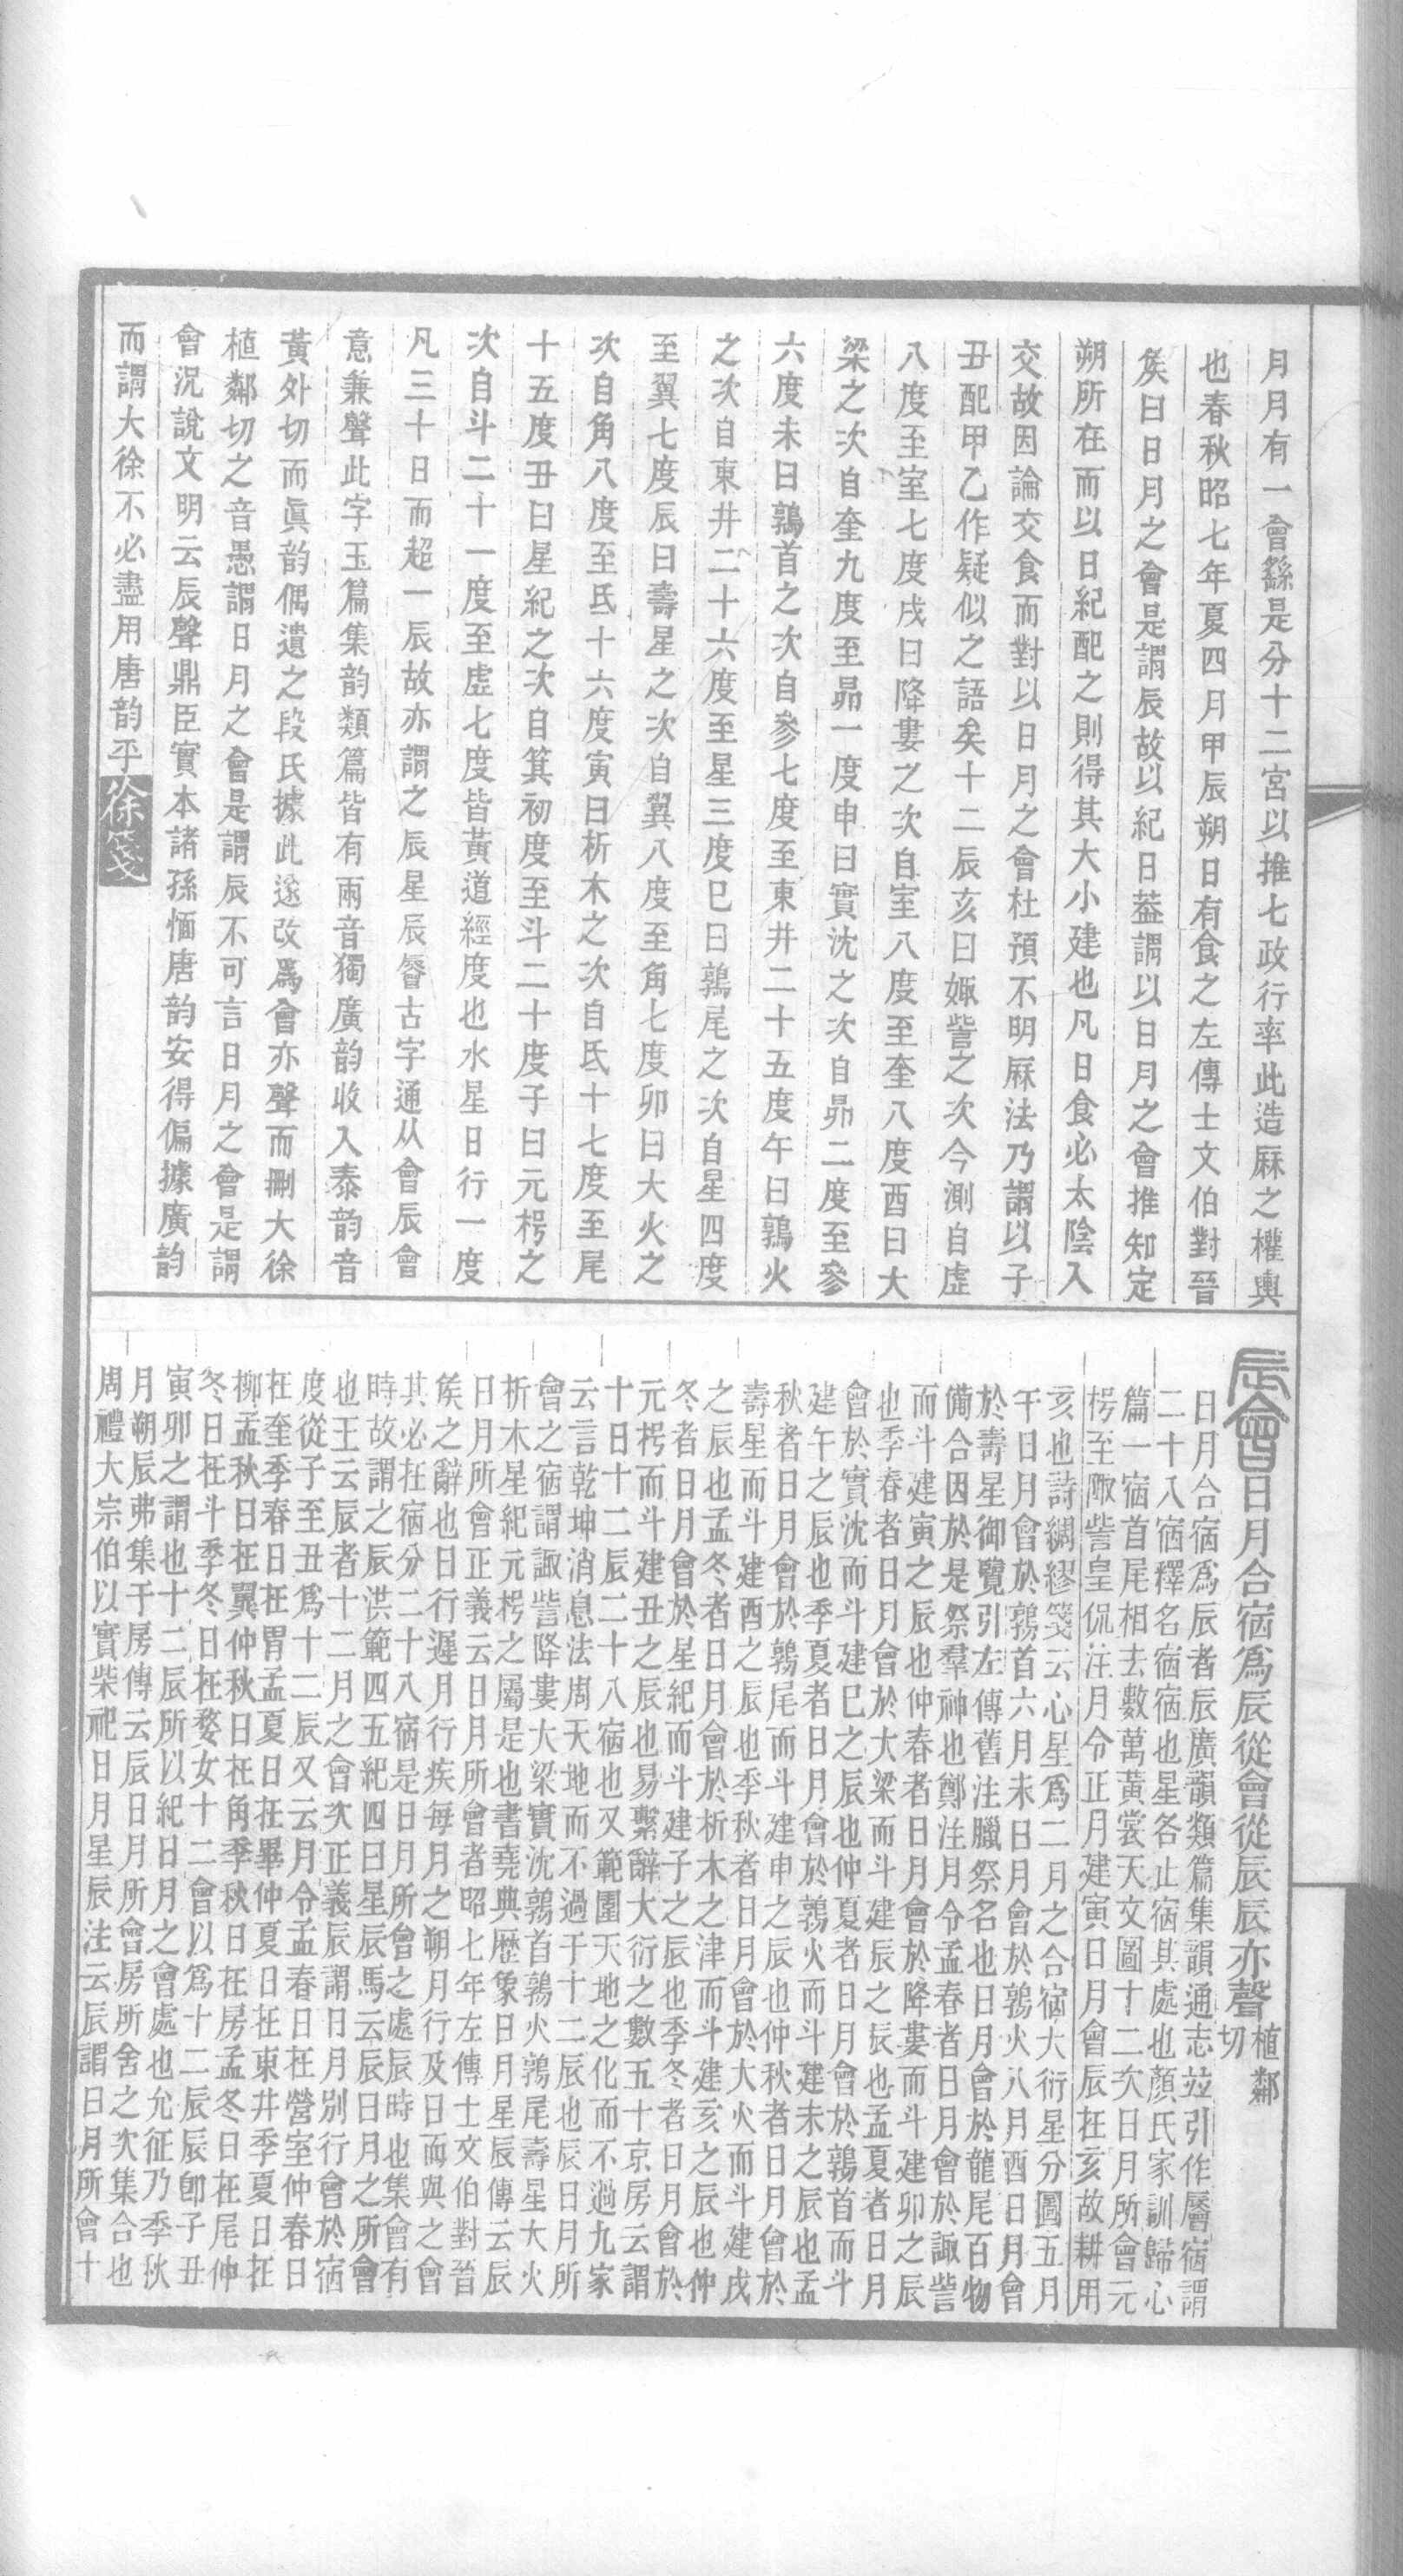 月月有一會繇是分十二宮以推七政行率此造厤之權輿
也春秋昭七年夏四月甲辰朔日有食之左傳士文伯對晉
矦曰日月之會是謂辰故以紀日葢謂以日月之會推知定
朔所在而以日紀配之則得其大小建也凡日食必太陰入
交故因論交食而對以日月之會杜預不明厤法乃謂以子
丑配甲乙作疑似之語矣十二辰亥曰娵訾之次今測自虛
八度至室七度戌曰降婁之次自室八度至奎八度酉曰大
梁之次自奎九度至昴一度申曰實沈之次自昴二度至參
六度未曰鶉首之次自參七度至東井二十五度午曰鶉火
之次自東井二十六度至星三度巳曰鶉尾之次自星四度
至翼七度辰曰壽星之次自翼八度至角七度卯曰大火之
次自角八度至氐十六度寅曰析木之次自氐十七度至尾
十五度丑曰星紀之次自箕初度至斗二十度子曰元枵之
次自斗二十一度至虛七度皆黃道經度也水星日行一度
凡三十日而超一辰故亦謂之辰星辰䢅古字通从會辰會
意兼聲此字玉篇集韵類篇皆有兩音獨廣韵收入泰韵音
黃外切而眞韵偶遺之段氏據此遂改爲會亦聲而刪大徐
植鄰切之音愚謂日月之會是謂辰不可言日月之會是謂
會況說文明云辰聲鼎臣實本諸孫愐唐韵安得偏據廣韵
而謂大徐不必盡用唐韵乎徐箋
日月合宿爲辰從會從辰辰亦聲植鄰切
日月合宿爲辰者辰廣韻類篇集韻通志竝引作曆宿謂
二十八宿釋名宿宿也星各止宿其處也顏氏家訓歸心
篇一宿首尾相去數萬黃裳天文圖十二次日月所會元
枵至陬訾皇侃注月令正月建寅日月會辰在亥故耕用
亥也詩綢繆箋云心星爲二月之合宿大衍星分圖五月
午日月會於鶉首六月未日月會於鶉火八月酉日月會
於壽星御覽引左傳舊注臘祭名也日月會於龍尾百物
備合因於是祭羣神也鄭注月令孟春者日月會於諏訾
而斗建寅之辰也仲春者日月會於降婁而斗建卯之辰
也季春者日月會於大梁而斗建辰之辰也孟夏者日月
會於實沈而斗建巳之辰也仲夏者日月會於鶉首而斗
建午之辰也季夏者日月會於鶉火而斗建未之辰也孟
秋者日月會於鶉尾而斗建申之辰也仲秋者日月會於
壽星而斗建酉之辰也季秋者日月會於大火而斗建戌
之辰也孟冬者日月會於析木之津而斗建亥之辰也仲
冬者日月會於星紀而斗建子之辰也季冬者日月會於
元枵而斗建丑之辰也易繫辭大衍之數五十京房云謂
十日十二辰二十八宿也又範圍天地之化而不過九家
云言乾坤消息法周天地而不過于十二辰也辰日月所
會之宿謂諏訾降婁大梁實沈鶉首鶉火鶉尾壽星大火
析木星紀元枵之屬是也書堯典歷象日月星辰傳云辰
日月所會正義云日月所會者昭七年左傳士文伯對晉
矦之辭也日行遲月行疾每月之朔月行及日而與之會
其必在宿分二十八宿是日月所會之處辰時也集會有
時故謂之辰洪範四五紀四曰星辰馬云辰日月之所會
也王云辰者十二月之會次正義辰謂日月別行會於宿
度從子至丑爲十二辰又云月令孟春日在營室仲春日
在奎季春日在胃孟夏日在畢仲夏日在東井季夏日在
柳孟秋日在翼仲秋日在角季秋日在房孟冬日在尾仲
冬日在斗季冬日在婺女十二會以爲十二辰辰卽子丑
寅卯之謂也十二辰所以紀日月之會處也允征乃季秋
月朔辰弗集于房傳云辰日月所會房所舍之次集合也
周禮大宗伯以實柴祀日月星辰注云辰謂日月所會十